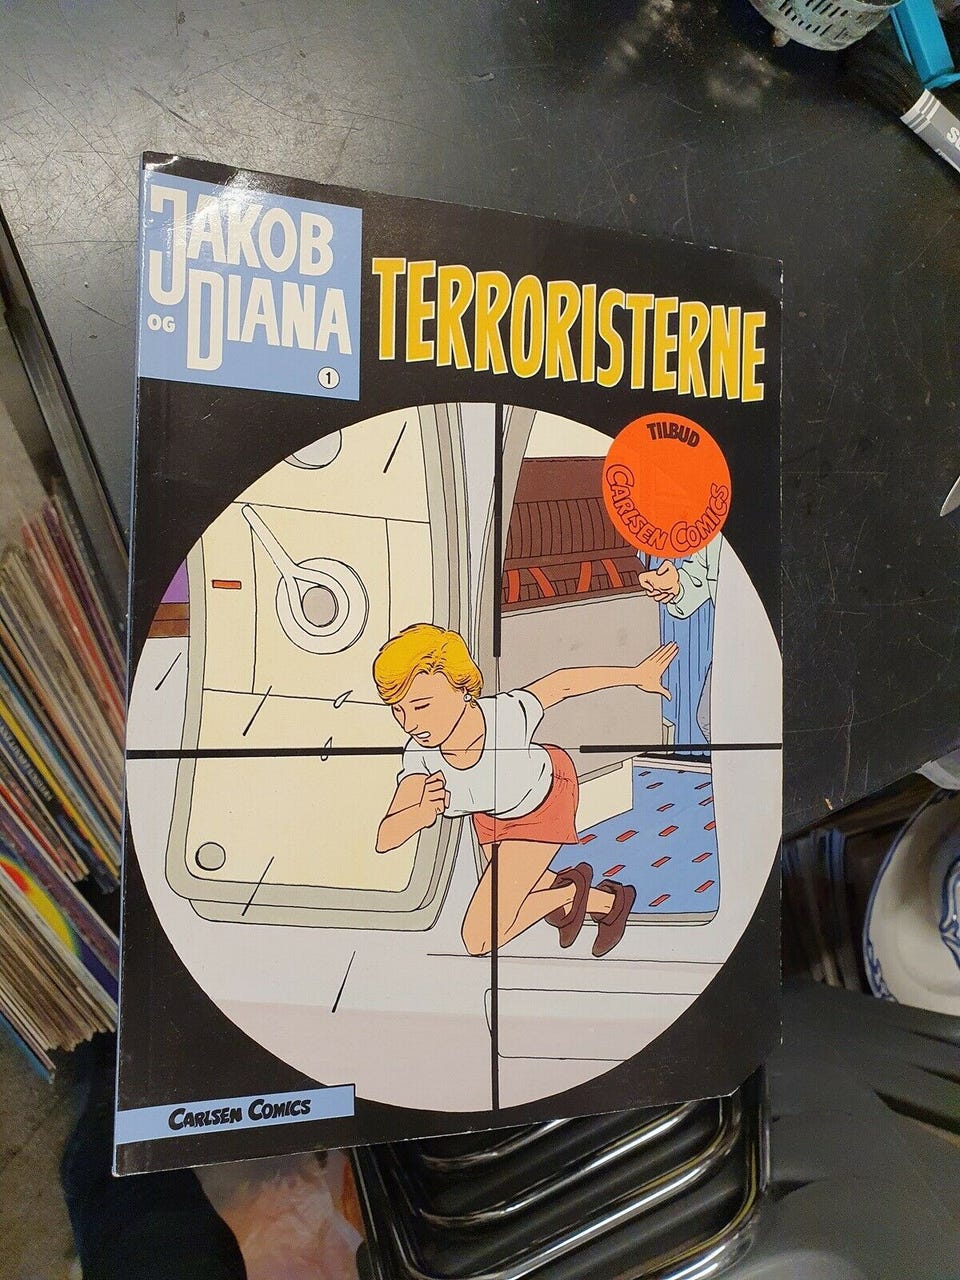 JAKOB
OG DIANA
1
TERRORISTERNE
TILBUD
CARLSEN COMICS
CARLSEN COMICS